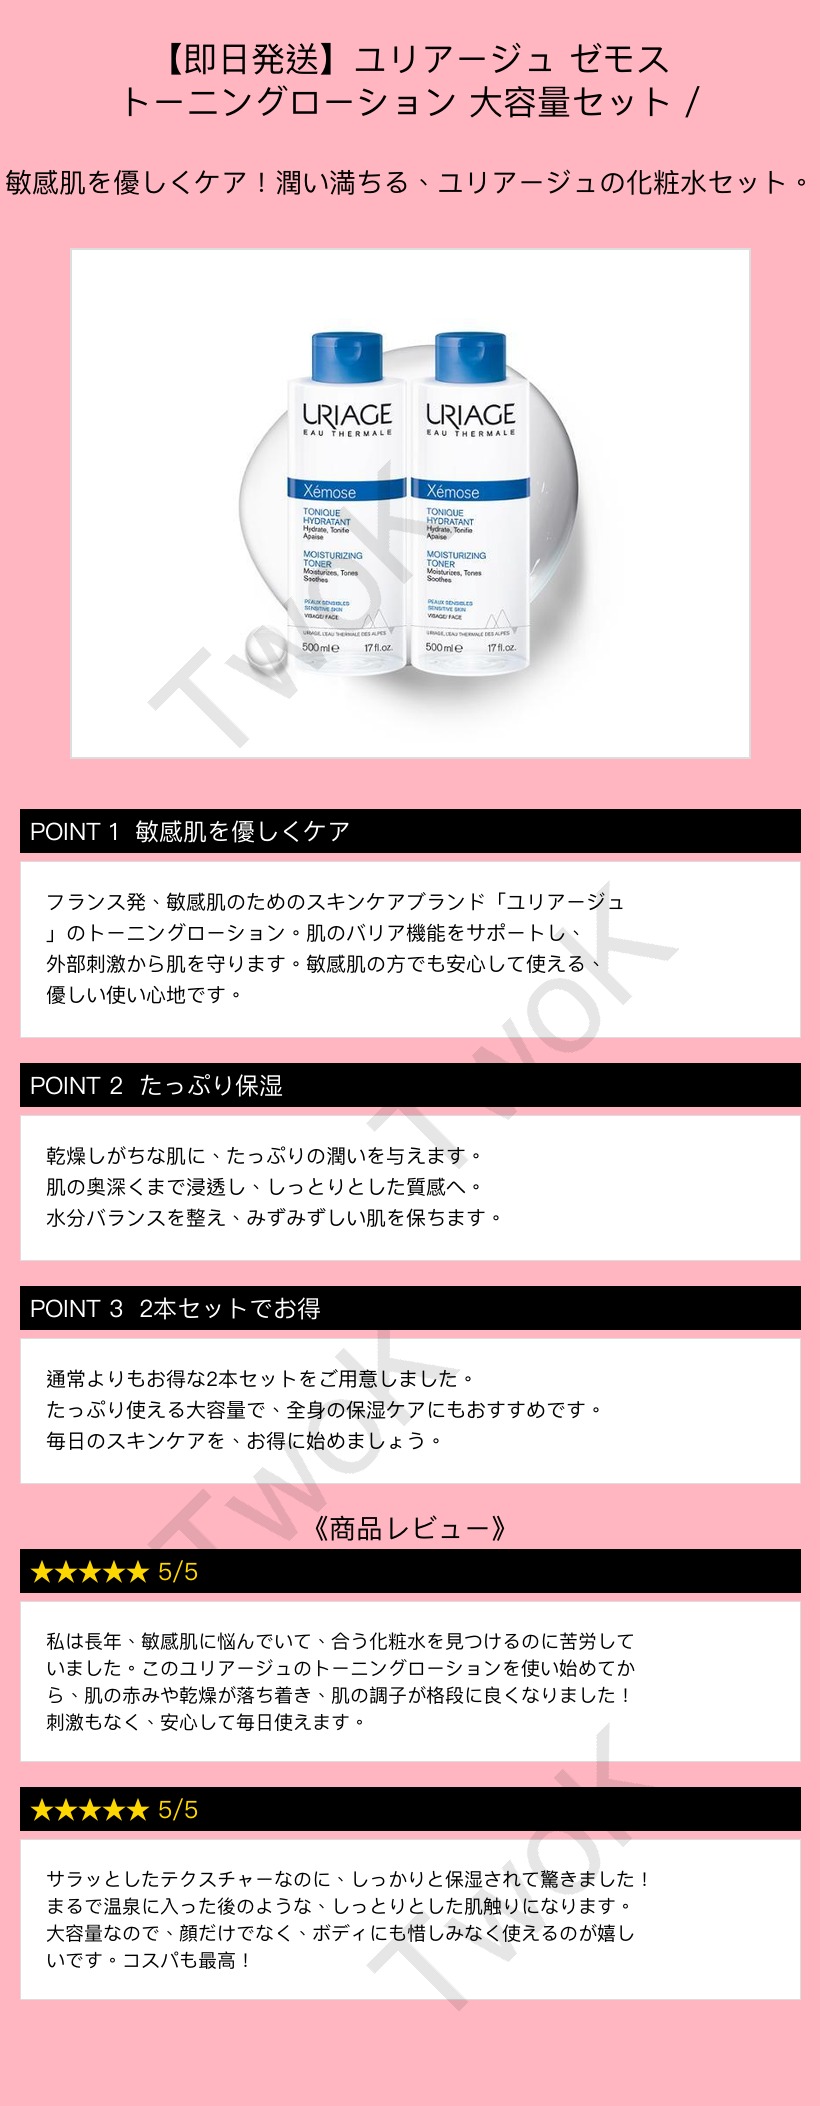 【即日発送】ユリアージュ ゼモス
トーニングローション 大容量セット /
敏感肌を優しくケア！潤い満ちる、ユリアージュの化粧水セット。
URIAGE
EAU THERMALE
Xémose
TONIQUE
HYDRATANT
Hydrate, Tonifie
Apaise
MOISTURIZING
TONER
Moisturizes, Tones
Soothes
PEAUX SENSIBLES
SENSITIVE SKIN
VISAGE/ FACE
URIAGE, L'EAU THERMALE DES ALPES
500 ml e 17 fl.oz.
URIAGE
EAU THERMALE
Xémose
TONIQUE
HYDRATANT
Hydrate, Tonifie
Apaise
MOISTURIZING
TONER
Moisturizes, Tones
Soothes
PEAUX SENSIBLES
SENSITIVE SKIN
VISAGE/ FACE
URIAGE, L'EAU THERMALE DES ALPES
500 ml e 17 fl.oz.
TwoK
POINT 1 敏感肌を優しくケア
フランス発、敏感肌のためのスキンケアブランド「ユリアージュ
」のトーニングローション。肌のバリア機能をサポートし、
外部刺激から肌を守ります。敏感肌の方でも安心して使える、
優しい使い心地です。
TwoK
POINT 2 たっぷり保湿
乾燥しがちな肌に、たっぷりの潤いを与えます。
肌の奥深くまで浸透し、しっとりとした質感へ。
水分バランスを整え、みずみずしい肌を保ちます。
POINT 3 2本セットでお得
通常よりもお得な2本セットをご用意しました。
たっぷり使える大容量で、全身の保湿ケアにもおすすめです。
毎日のスキンケアを、お得に始めましょう。
TwoK
《商品レビュー》
★★★★★ 5/5
私は長年、敏感肌に悩んでいて、合う化粧水を見つけるのに苦労して
いました。このユリアージュのトーニングローションを使い始めてか
ら、肌の赤みや乾燥が落ち着き、肌の調子が格段に良くなりました！
刺激もなく、安心して毎日使えます。
★★★★★ 5/5
サラッとしたテクスチャーなのに、しっかりと保湿されて驚きました！
まるで温泉に入った後のような、しっとりとした肌触りになります。
大容量なので、顔だけでなく、ボディにも惜しみなく使えるのが嬉し
いです。コスパも最高！
TwoK